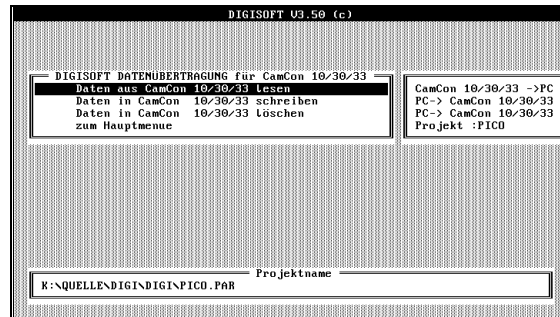 DIGISOFT V3.50 (c)
DIGISOFT DATENÜBERTRAGUNG für CamCon 10/30/33
Daten aus CamCon 10/30/33 Lesen
Daten in CamCon 10/30/33 schreiben
Daten in CamCon 10/30/33 Löschen
zum Hauptmenue
CamCon 10/30/33 ->PC
PC-> CamCon 10/30/33
PC-> CamCon 10/30/33
Projekt :PICO
Projektname
K:\QUELLE\DIGI\DIGI\PICO.PAR